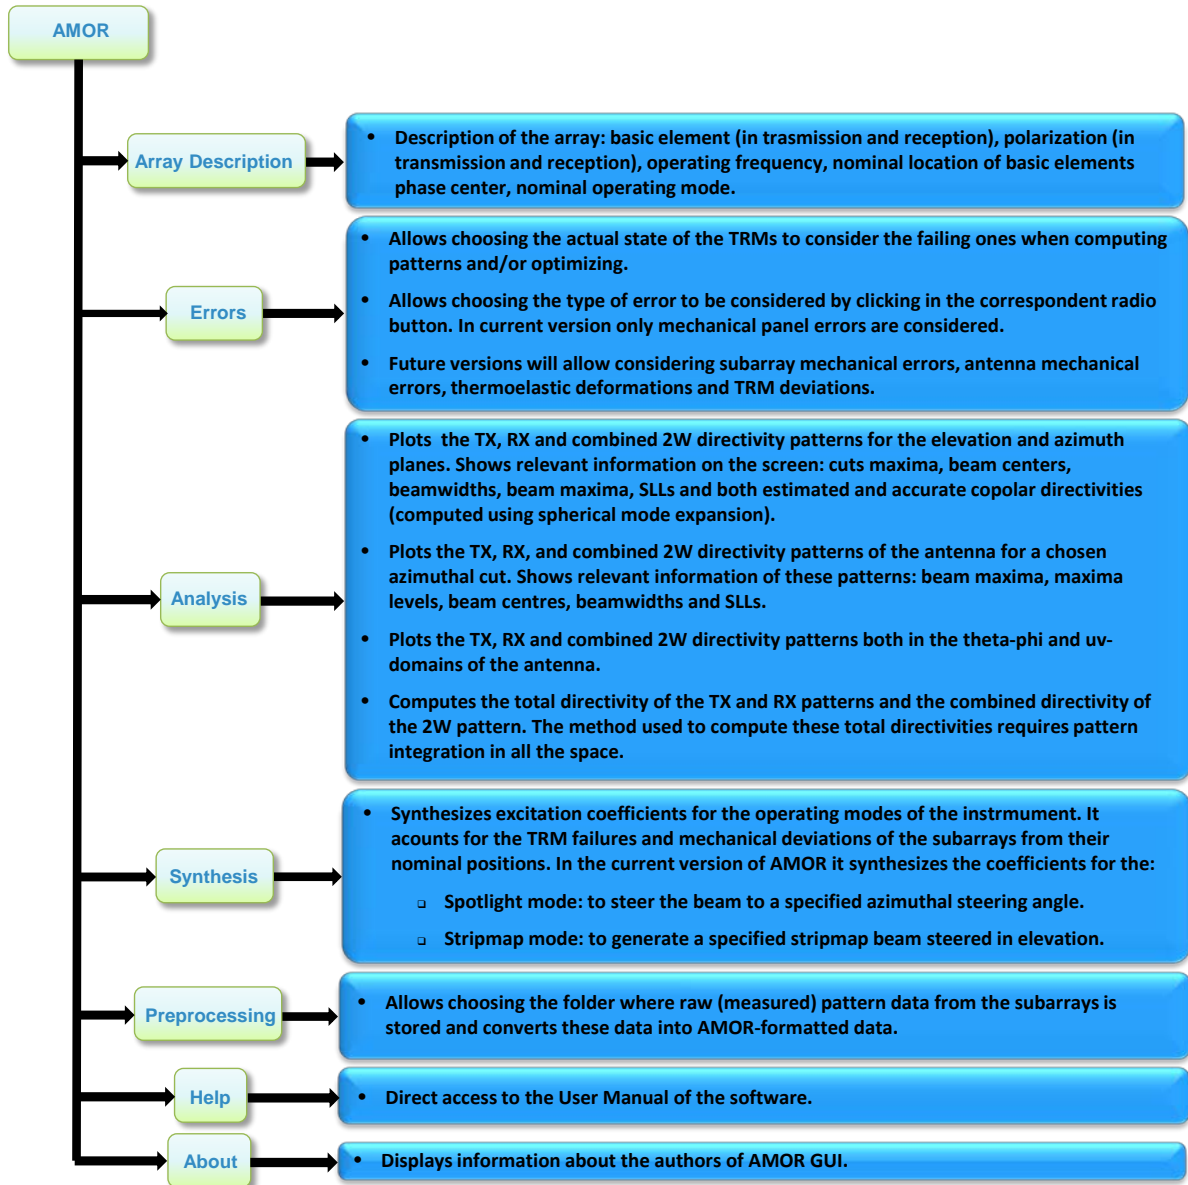 AMOR
Array Description
• Description of the array: basic element (in trasmission and reception), polarization (in
transmission and reception), operating frequency, nominal location of basic elements
phase center, nominal operating mode.
Errors
• Allows choosing the actual state of the TRMs to consider the failing ones when computing
patterns and/or optimizing.
• Allows choosing the type of error to be considered by clicking in the correspondent radio
button. In current version only mechanical panel errors are considered.
• Future versions will allow considering subarray mechanical errors, antenna mechanical
errors, thermoelastic deformations and TRM deviations.
Analysis
• Plots the TX, RX and combined 2W directivity patterns for the elevation and azimuth
planes. Shows relevant information on the screen: cuts maxima, beam centers,
beamwidths, beam maxima, SLLs and both estimated and accurate copolar directivities
(computed using spherical mode expansion).
• Plots the TX, RX, and combined 2W directivity patterns of the antenna for a chosen
azimuthal cut. Shows relevant information of these patterns: beam maxima, maxima
levels, beam centres, beamwidths and SLLs.
• Plots the TX, RX and combined 2W directivity patterns both in the theta-phi and uv-
domains of the antenna.
• Computes the total directivity of the TX and RX patterns and the combined directivity of
the 2W pattern. The method used to compute these total directivities requires pattern
integration in all the space.
Synthesis
• Synthesizes excitation coefficients for the operating modes of the instrmument. It
acounts for the TRM failures and mechanical deviations of the subarrays from their
nominal positions. In the current version of AMOR it synthesizes the coefficients for the:
❑ Spotlight mode: to steer the beam to a specified azimuthal steering angle.
❑ Stripmap mode: to generate a specified stripmap beam steered in elevation.
Preprocessing
• Allows choosing the folder where raw (measured) pattern data from the subarrays is
stored and converts these data into AMOR-formatted data.
Help
• Direct access to the User Manual of the software.
About
• Displays information about the authors of AMOR GUI.